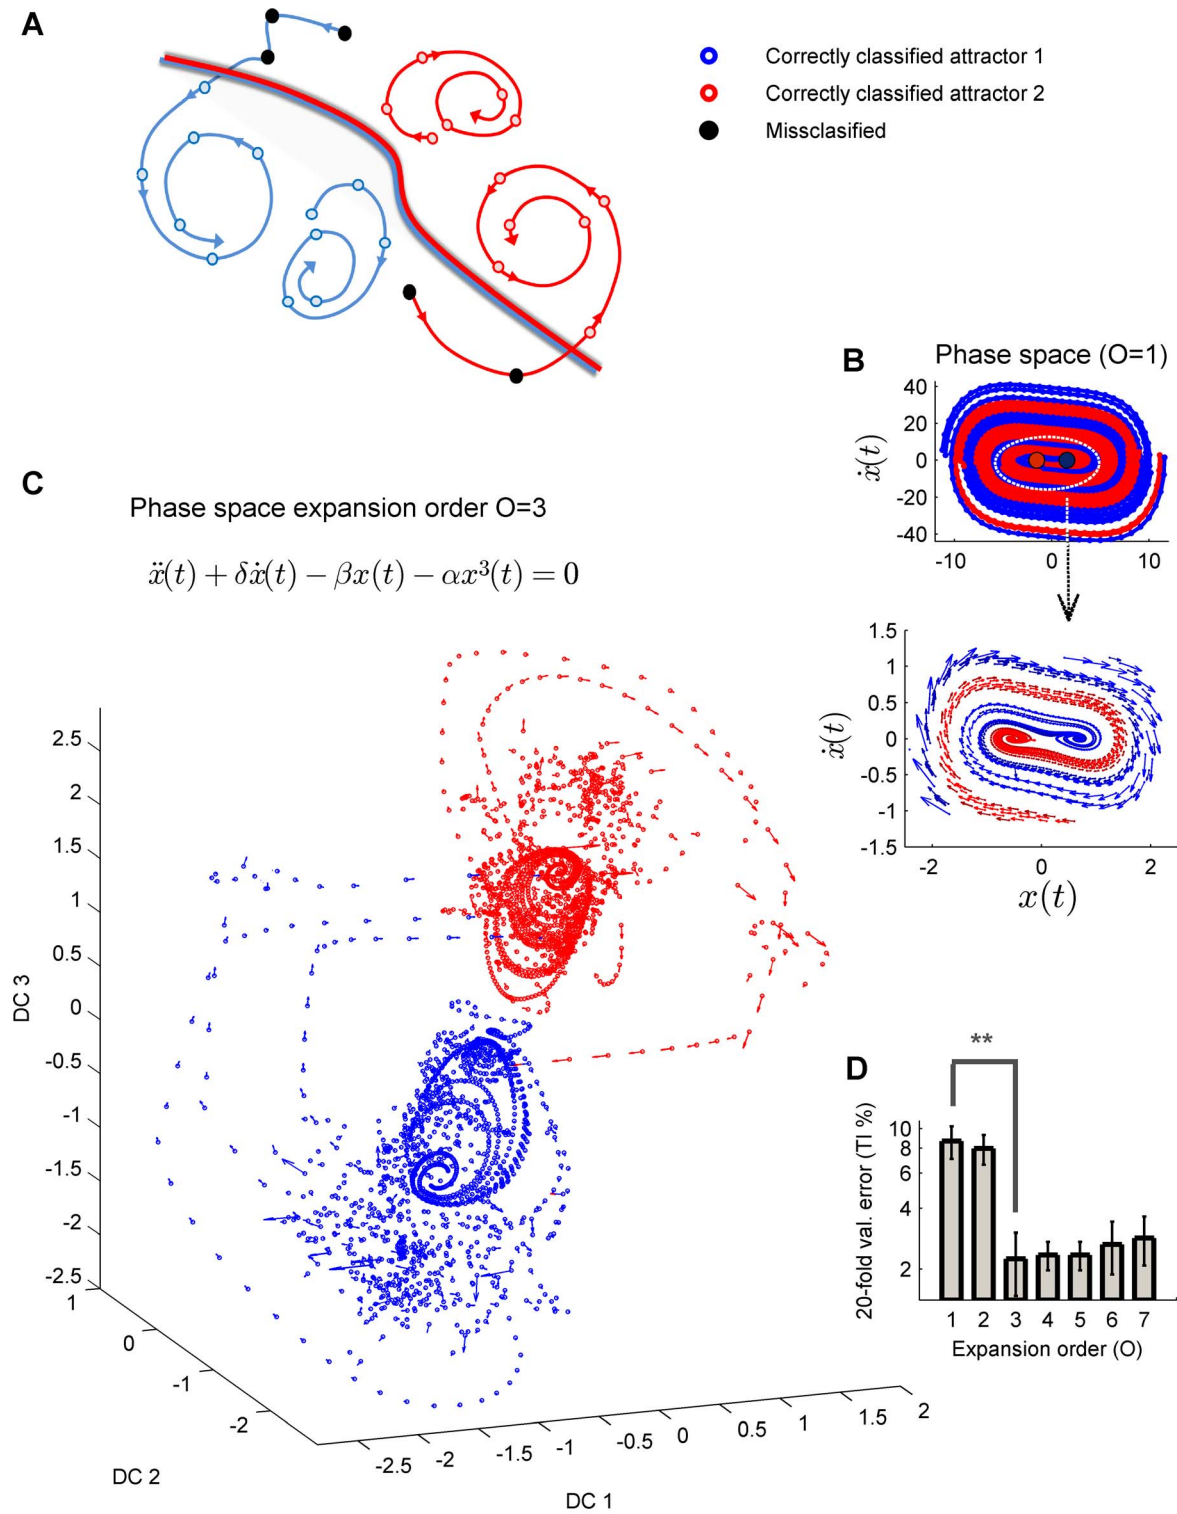 A
Correctly classified attractor 1
Correctly classified attractor 2
Missclasified
B
Phase space (O=1)
40
20
0
-20
-40
ẋ(t)
-10
0
10
1.5
1
0.5
0
-0.5
-1
-1.5
ẋ(t)
-2
0
2
x(t)
C
Phase space expansion order O=3
ẍ(t) + δẋ(t) − βx(t) − αx³(t) = 0
2.5
2
1.5
1
0.5
0
-0.5
-1
-1.5
-2
-2.5
DC 3
1
0
-1
-2
DC 2
-2.5
-2
-1.5
-1
-0.5
0
0.5
1
1.5
2
DC 1
D
**
20-fold val. error (TI %)
10
8
6
4
2
1 2 3 4 5 6 7
Expansion order (O)